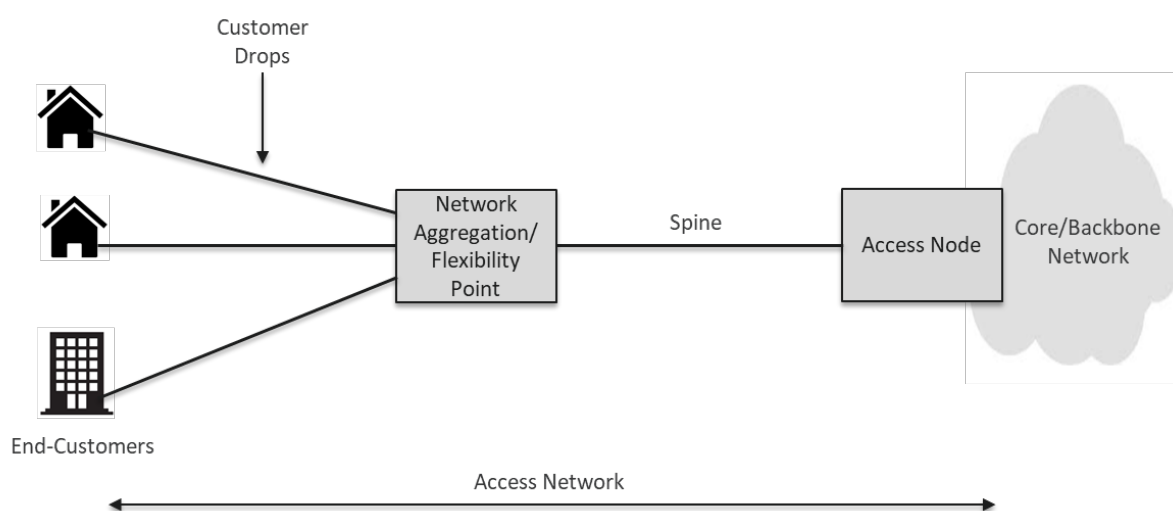 Customer
Drops
Network
Aggregation/
Flexibility
Point
Spine
Access Node
Core/Backbone
Network
End-Customers
Access Network